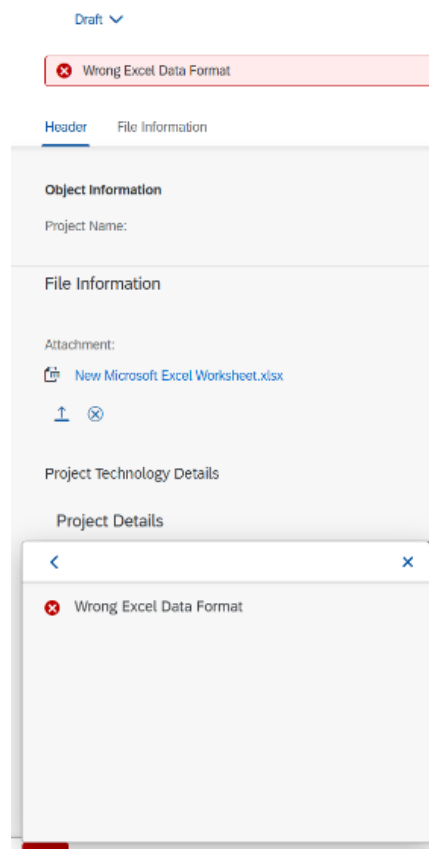 Draft
Wrong Excel Data Format
Header File Information
Object Information
Project Name:
File Information
Attachment:
New Microsoft Excel Worksheet.xlsx
Project Technology Details
Project Details
Wrong Excel Data Format